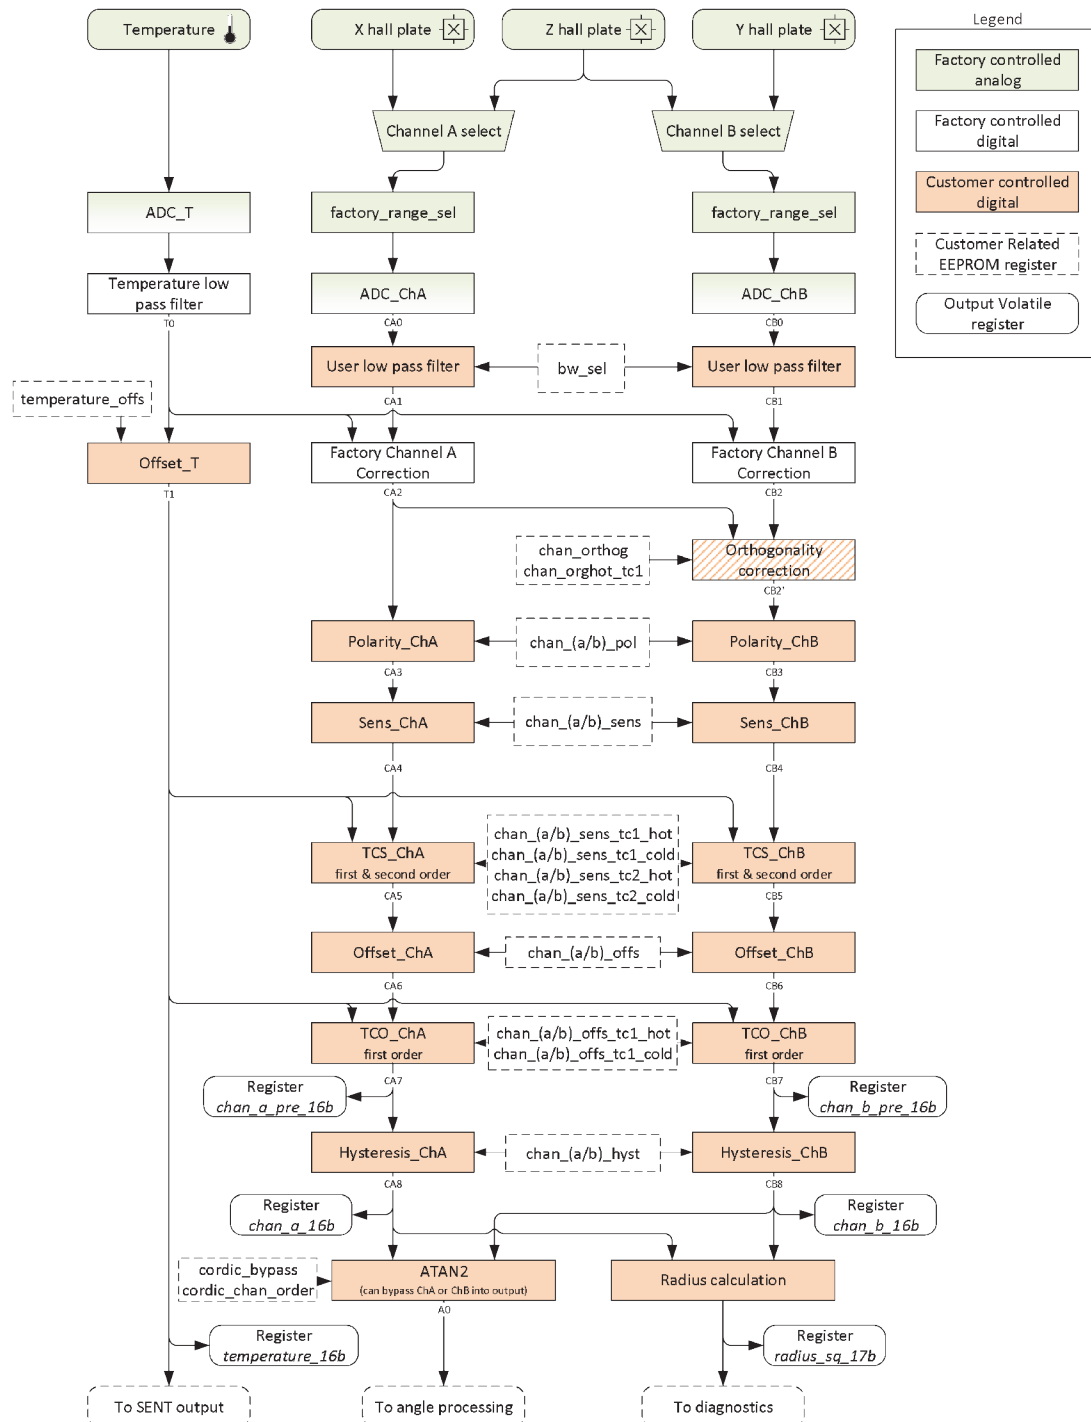 Legend
Temperature
X hall plate
Z hall plate
Y hall plate
Factory controlled
analog
Factory controlled
digital
Customer controlled
digital
Customer Related
EEPROM register
Output Volatile
register
Channel A select
Channel B select
ADC_T
factory_range_sel
factory_range_sel
Temperature low
pass filter
ADC_ChA
ADC_ChB
T0
CA0
CB0
User low pass filter
bw_sel
User low pass filter
temperature_offs
CA1
CB1
Offset_T
Factory Channel A
Correction
Factory Channel B
Correction
T1
CA2
CB2
chan_orthog
chan_orghot_tc1
Orthogonality
correction
CB2'
Polarity_ChA
chan_(a/b)_pol
Polarity_ChB
CA3
CB3
Sens_ChA
chan_(a/b)_sens
Sens_ChB
CA4
CB4
TCS_ChA
first & second order
chan_(a/b)_sens_tc1_hot
chan_(a/b)_sens_tc1_cold
chan_(a/b)_sens_tc2_hot
chan_(a/b)_sens_tc2_cold
TCS_ChB
first & second order
CA5
CB5
Offset_ChA
chan_(a/b)_offs
Offset_ChB
CA6
CB6
TCO_ChA
first order
chan_(a/b)_offs_tc1_hot
chan_(a/b)_offs_tc1_cold
TCO_ChB
first order
CA7
CB7
Register
chan_a_pre_16b
Register
chan_b_pre_16b
Hysteresis_ChA
chan_(a/b)_hyst
Hysteresis_ChB
CA8
CB8
Register
chan_a_16b
Register
chan_b_16b
cordic_bypass
cordic_chan_order
ATAN2
(can bypass ChA or ChB into output)
Radius calculation
A0
Register
temperature_16b
Register
radius_sq_17b
To SENT output
To angle processing
To diagnostics